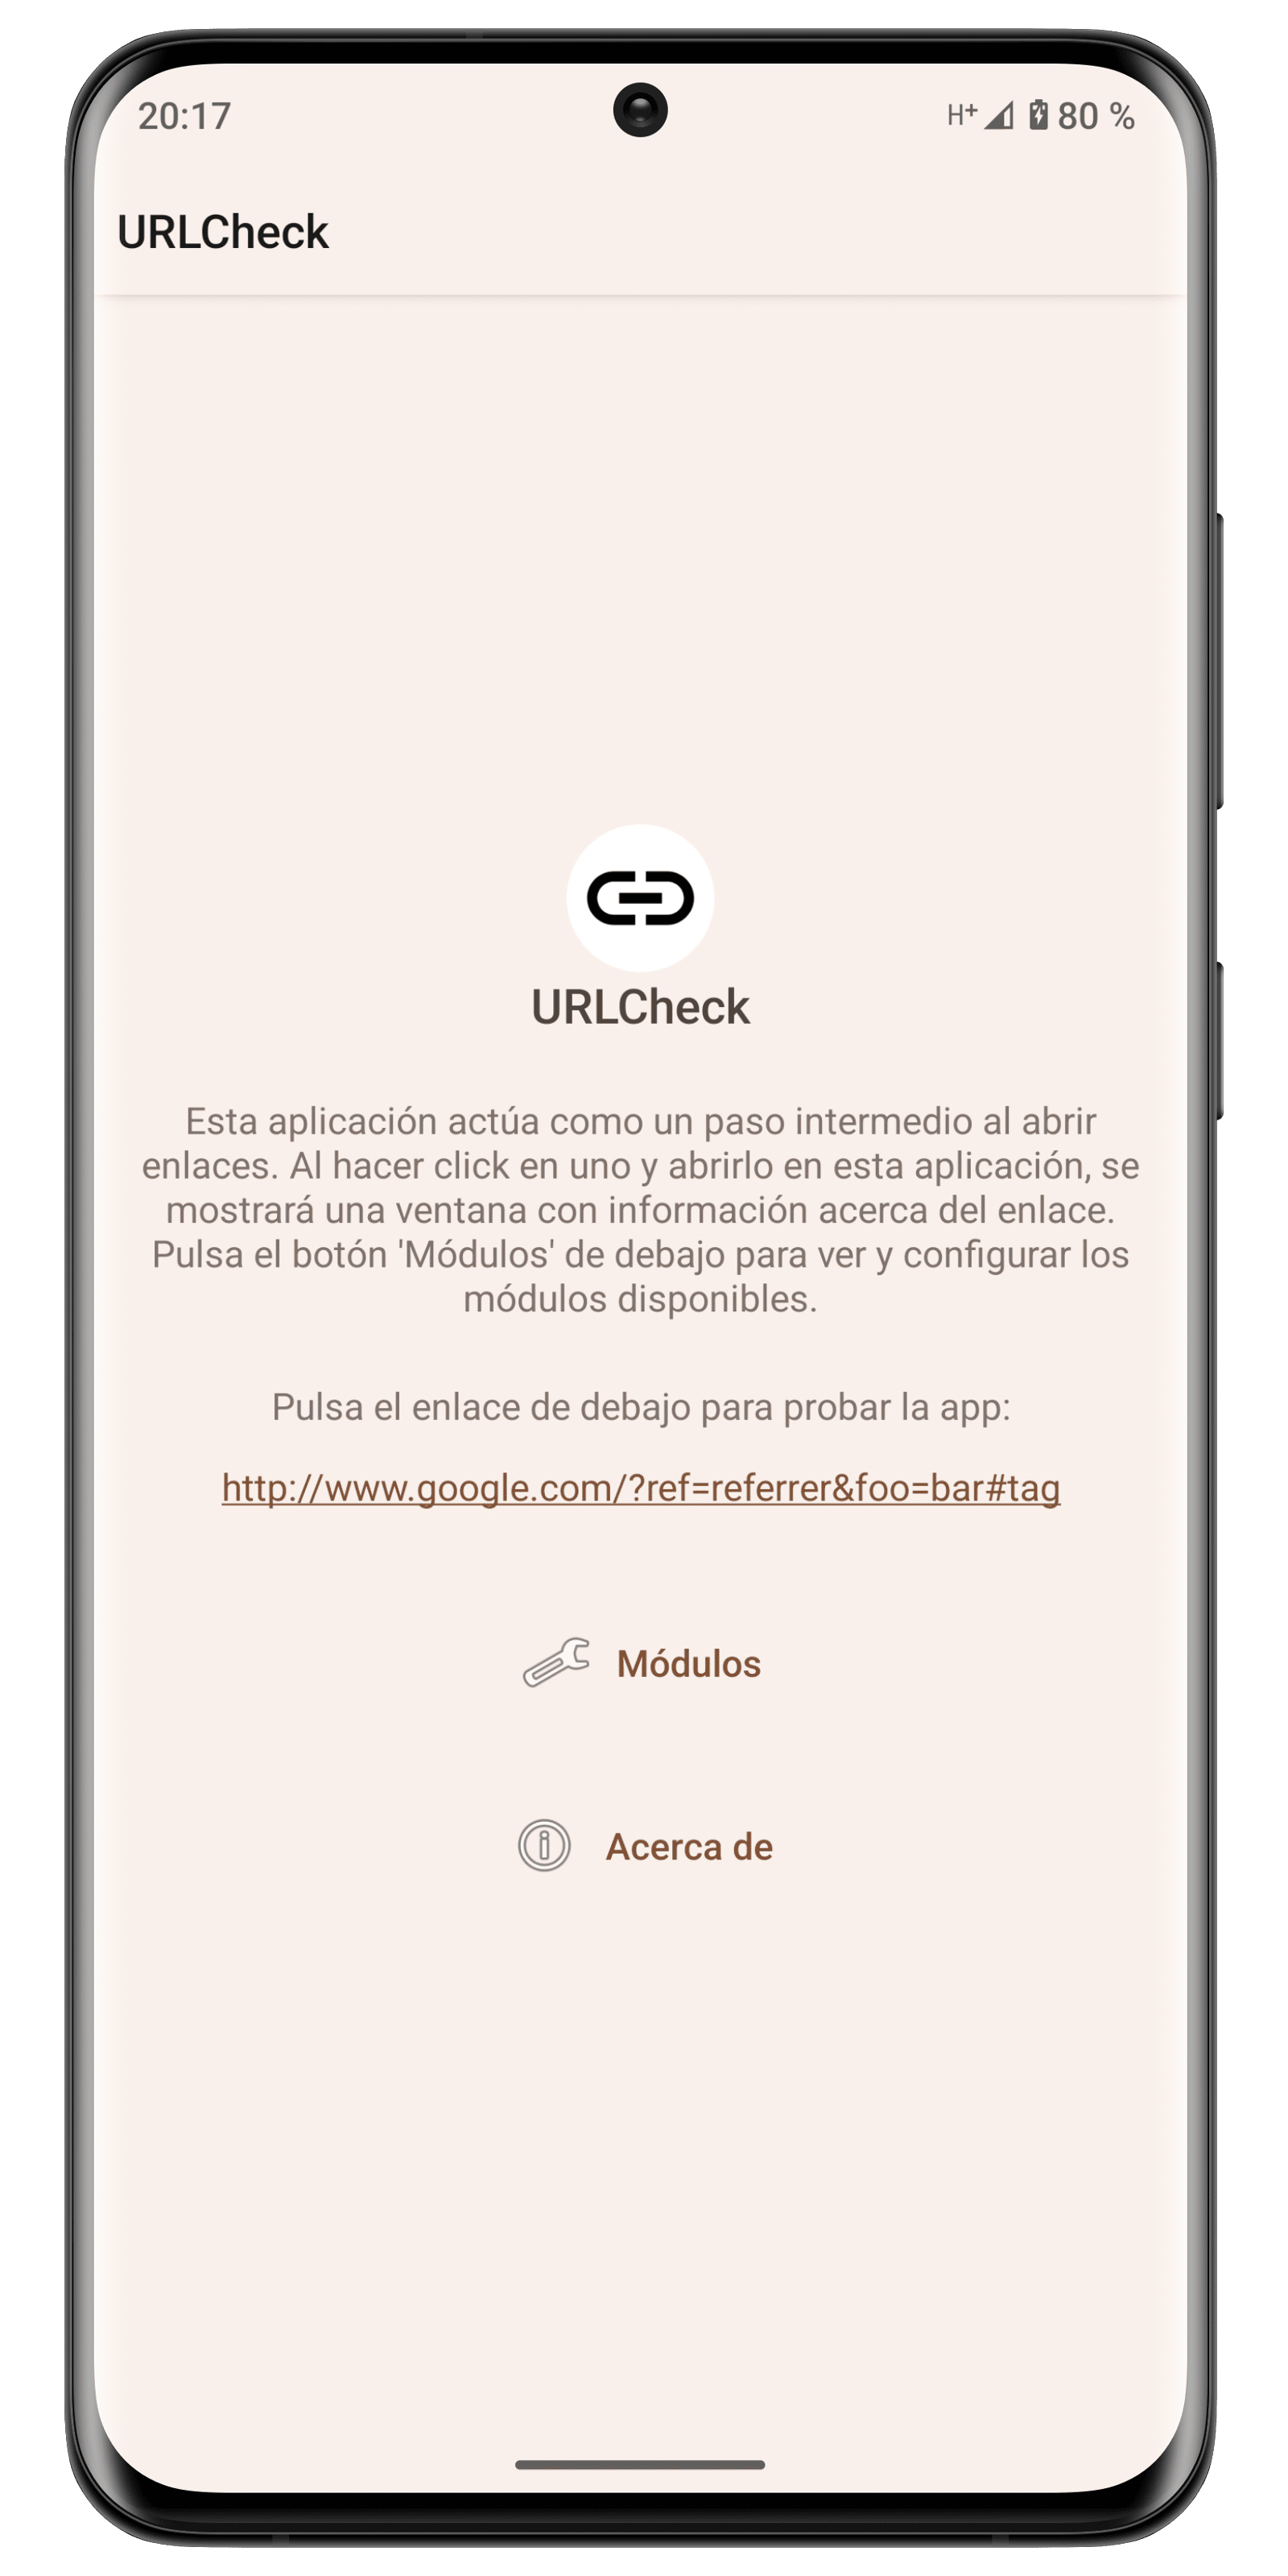 20:17
H+ 80 %
URLCheck
URLCheck
Esta aplicación actúa como un paso intermedio al abrir
enlaces. Al hacer click en uno y abrirlo en esta aplicación, se
mostrará una ventana con información acerca del enlace.
Pulsa el botón 'Módulos' de debajo para ver y configurar los
módulos disponibles.
Pulsa el enlace de debajo para probar la app:
http://www.google.com/?ref=referrer&foo=bar#tag
Módulos
Acerca de